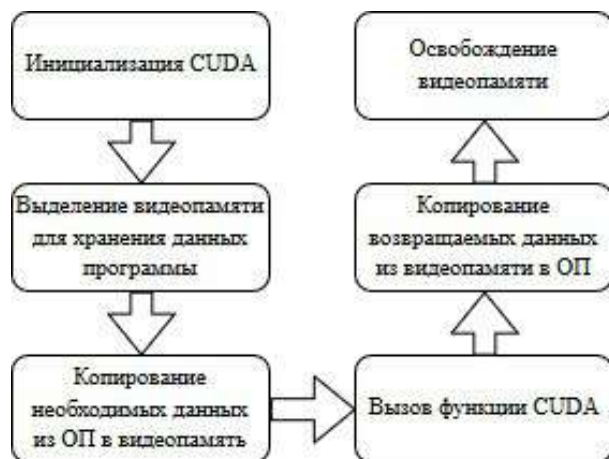 Инициализация CUDA
Выделение видеопамяти
для хранения данных
программы
Копирование
необходимых данных
из ОП в видеопамять
Вызов функции CUDA
Копирование
возвращаемых данных
из видеопамяти в ОП
Освобождение
видеопамяти